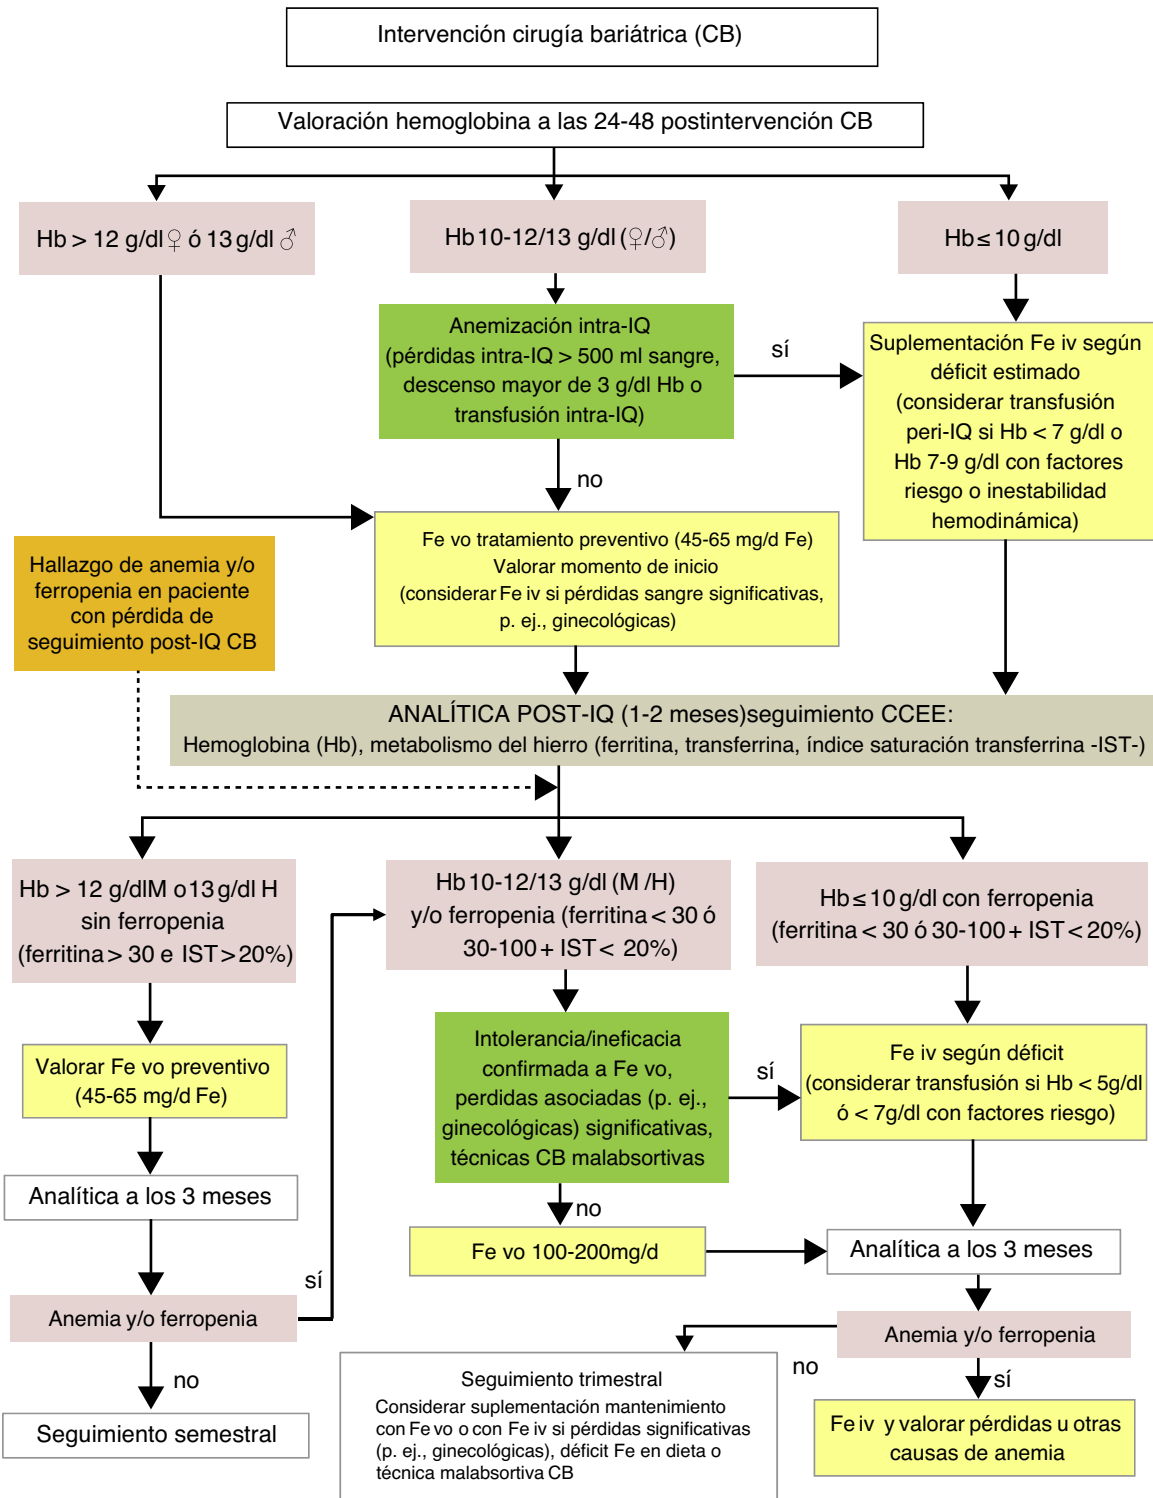 Intervención cirugía bariátrica (CB)
Valoración hemoglobina a las 24-48 postintervención CB
Hb > 12 g/dl♀ ó 13 g/dl ♂
Hb 10-12/13 g/dl (♀/♂)
Hb ≤ 10 g/dl
Anemización intra-IQ
(pérdidas intra-IQ > 500 ml sangre,
descenso mayor de 3 g/dl Hb o
transfusión intra-IQ)
sí
Suplementación Fe iv según
déficit estimado
(considerar transfusión
peri-IQ si Hb < 7 g/dl o
Hb 7-9 g/dl con factores
riesgo o inestabilidad
hemodinámica)
no
Fe vo tratamiento preventivo (45-65 mg/d Fe)
Valorar momento de inicio
(considerar Fe iv si pérdidas sangre significativas,
p. ej., ginecológicas)
Hallazgo de anemia y/o
ferropenia en paciente
con pérdida de
seguimiento post-IQ CB
ANALÍTICA POST-IQ (1-2 meses)seguimiento CCEE:
Hemoglobina (Hb), metabolismo del hierro (ferritina, transferrina, índice saturación transferrina -IST-)
Hb > 12 g/dlM o 13 g/dl H
sin ferropenia
(ferritina > 30 e IST > 20%)
Hb 10-12/13 g/dl (M /H)
y/o ferropenia (ferritina < 30 ó
30-100 + IST < 20%)
Hb ≤ 10 g/dl con ferropenia
(ferritina < 30 ó 30-100 + IST < 20%)
Valorar Fe vo preventivo
(45-65 mg/d Fe)
Intolerancia/ineficacia
confirmada a Fe vo,
perdidas asociadas (p. ej.,
ginecológicas) significativas,
técnicas CB malabsortivas
sí
Fe iv según déficit
(considerar transfusión si Hb < 5g/dl
ó < 7g/dl con factores riesgo)
Analítica a los 3 meses
no
Fe vo 100-200mg/d
Analítica a los 3 meses
sí
Anemia y/o ferropenia
Anemia y/o ferropenia
no
no
sí
Seguimiento semestral
Seguimiento trimestral
Considerar suplementación mantenimiento
con Fe vo o con Fe iv si pérdidas significativas
(p. ej., ginecológicas), déficit Fe en dieta o
técnica malabsortiva CB
Fe iv y valorar pérdidas u otras
causas de anemia